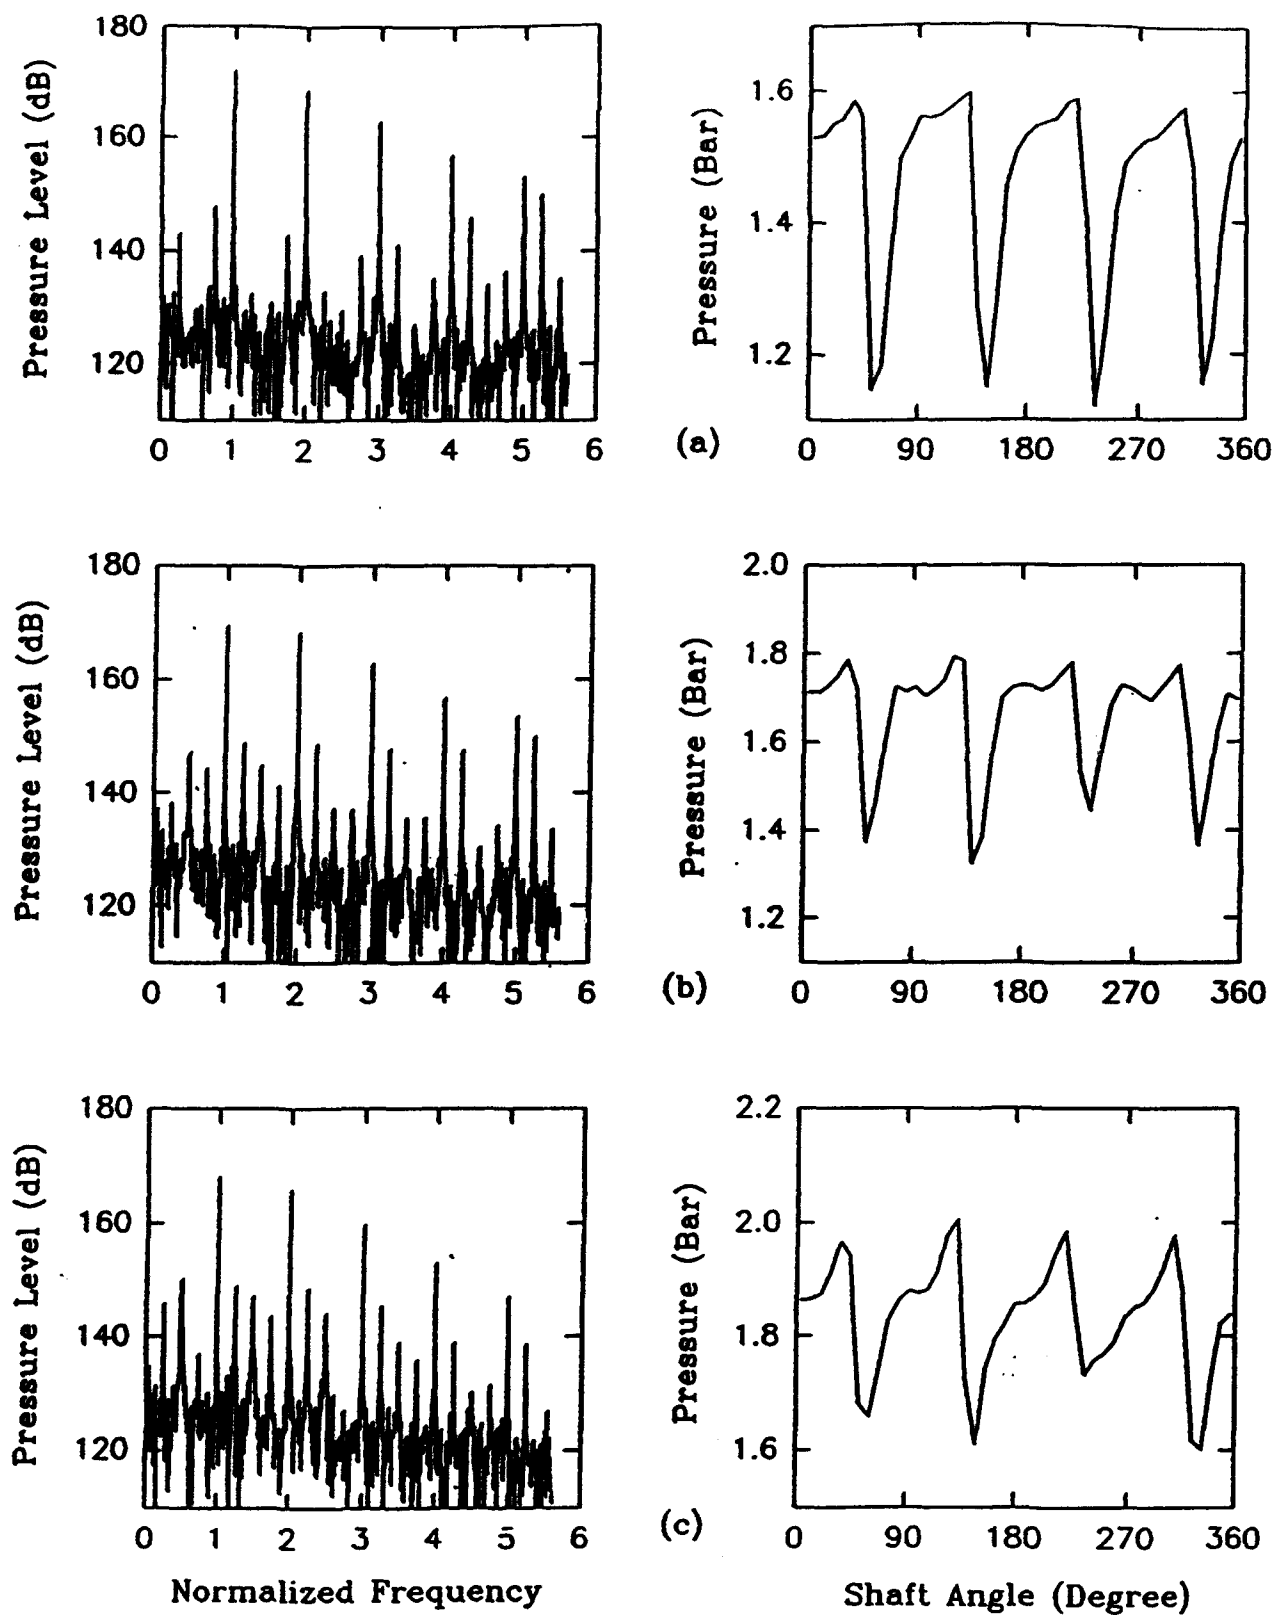 180
160
140
120
Pressure Level (dB)
0 1 2 3 4 5 6
(a)
1.6
1.4
1.2
Pressure (Bar)
0 90 180 270 360
180
160
140
120
Pressure Level (dB)
0 1 2 3 4 5 6
(b)
2.0
1.8
1.6
1.4
1.2
Pressure (Bar)
0 90 180 270 360
180
160
140
120
Pressure Level (dB)
0 1 2 3 4 5 6
Normalized Frequency
(c)
2.2
2.0
1.8
1.6
Pressure (Bar)
0 90 180 270 360
Shaft Angle (Degree)